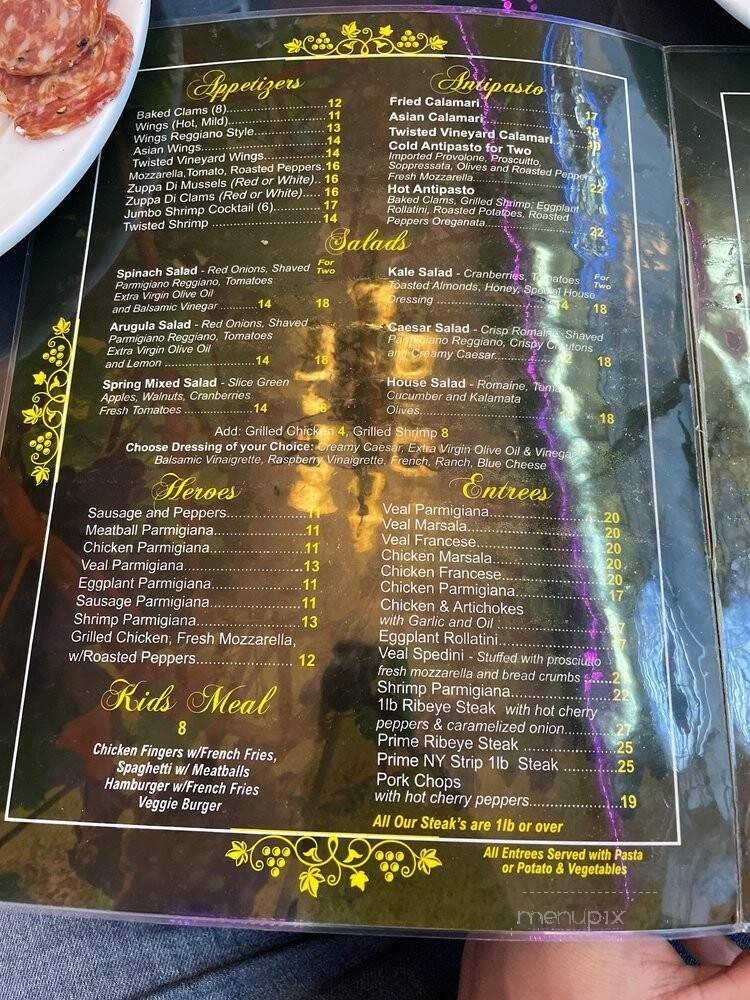 Appetizers
Baked Clams (8)...12
Wings (Hot, Mild)...11
Wings Reggiano Style...13
Asian Wings...14
Twisted Vineyard Wings...14
Mozzarella,Tomato, Roasted Peppers.16
Zuppa Di Mussels (Red or White)..16
Zuppa Di Clams (Red or White)....16
Jumbo Shrimp Cocktail (6)...17
Twisted Shrimp ...14
Antipasto
Fried Calamari...17
Asian Calamari...18
Twisted Vineyard Calamari
Cold Antipasto for Two
Imported Provolone, Proscuitto,
Soppressata, Olives and Roasted Peppers
Fresh Mozzarella...22
Hot Antipasto
Baked Clams, Grilled Shrimp, Eggplant
Rollatini, Roasted Potatoes, Roasted
Peppers Oreganata...22
Salads
For
Two
Spinach Salad - Red Onions, Shaved
Parmigiano Reggiano, Tomatoes
Extra Virgin Olive Oil
and Balsamic Vinegar...14 18
Arugula Salad - Red Onions, Shaved
Parmigiano Reggiano, Tomatoes
Extra Virgin Olive Oil
and Lemon...14 18
Spring Mixed Salad - Slice Green
Apples, Walnuts, Cranberries
Fresh Tomatoes...14 18
For
Two
Kale Salad - Cranberries, Tomatoes
Toasted Almonds, Honey, Special House
Dressing...14 18
Caesar Salad - Crisp Romaine, Shaved
Parmigiano Reggiano, Crispy Croutons
and Creamy Caesar... 18
House Salad - Romaine, Tomato
Cucumber and Kalamata
Olives... 18
Add: Grilled Chicken 4, Grilled Shrimp 8
Choose Dressing of your Choice: Creamy Caesar, Extra Virgin Olive Oil & Vinegar
Balsamic Vinaigrette, Raspberry Vinaigrette, French, Ranch, Blue Cheese
Heroes
Sausage and Peppers...11
Meatball Parmigiana...11
Chicken Parmigiana...11
Veal Parmigiana...13
Eggplant Parmigiana...11
Sausage Parmigiana...11
Shrimp Parmigiana...13
Grilled Chicken, Fresh Mozzarella,
w/Roasted Peppers...12
Kids Meal
8
Chicken Fingers w/French Fries,
Spaghetti w/ Meatballs
Hamburger w/French Fries
Veggie Burger
Entrees
Veal Parmigiana...20
Veal Marsala...20
Veal Francese...20
Chicken Marsala...20
Chicken Francese...20
Chicken Parmigiana...17
Chicken & Artichokes
with Garlic and Oil
Eggplant Rollatini
Veal Spedini - Stuffed with prosciutto
fresh mozzarella and bread crumbs
Shrimp Parmigiana...22
1lb Ribeye Steak with hot cherry
peppers & caramelized onion...27
Prime Ribeye Steak ...25
Prime NY Strip 1lb Steak ...25
Pork Chops
with hot cherry peppers...19
All Our Steak's are 1lb or over
All Entrees Served with Pasta
or Potato & Vegetables
menupix